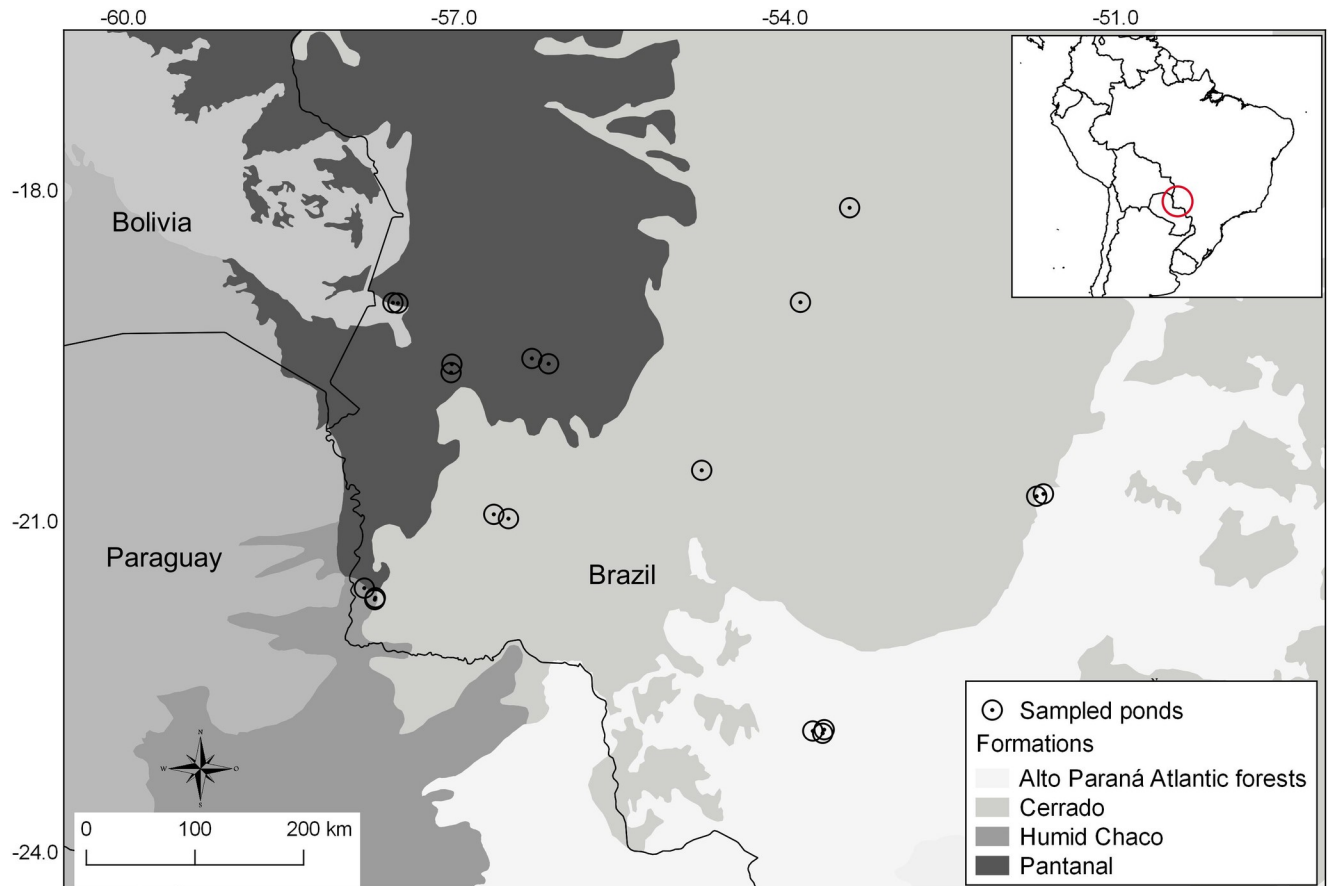 -60.0 -57.0 -54.0 -51.0
-18.0
Bolivia
-21.0
Paraguay
Brazil
N
W O
S
0 100 200 km
-24.0
Sampled ponds
Formations
Alto Paraná Atlantic forests
Cerrado
Humid Chaco
Pantanal